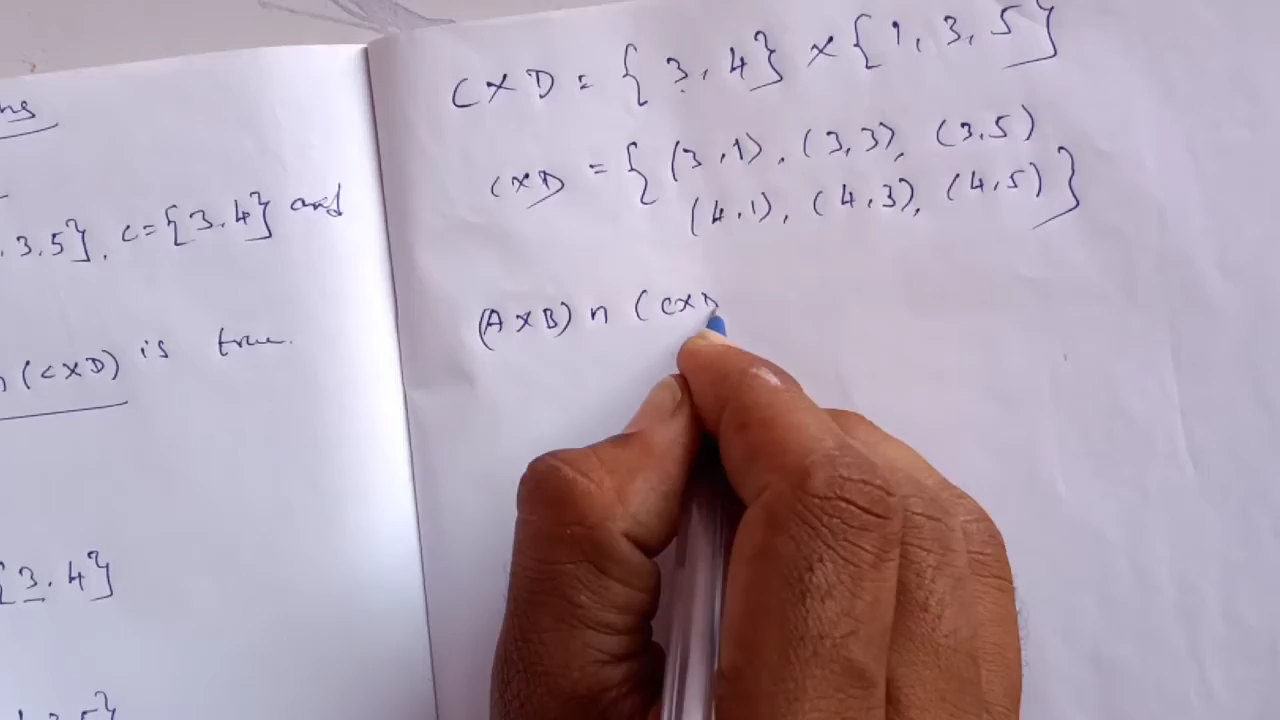 . 3. 5}. C = {3. 4} and
n (C X D) is true.
{3. 4}
C X D = { 3, 4} X { 1, 3, 5}
C X D = { (3, 1), (3, 3), (3, 5)
(4, 1), (4, 3), (4, 5) }
(A X B) n ( C X D